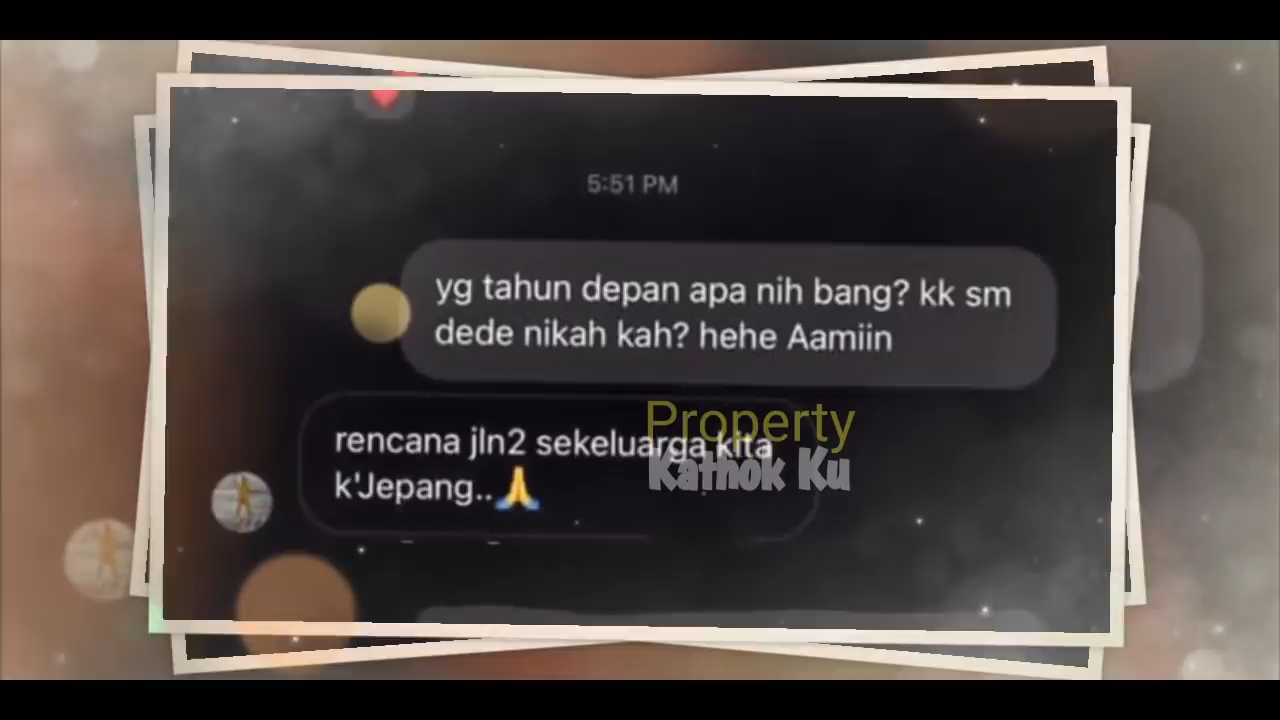 5:51 PM
yg tahun depan apa nih bang? kk sm
dede nikah kah? hehe Aamiin
rencana jln2 sekeluarga kita
k'Jepang..🙏
Property
Kathok Ku